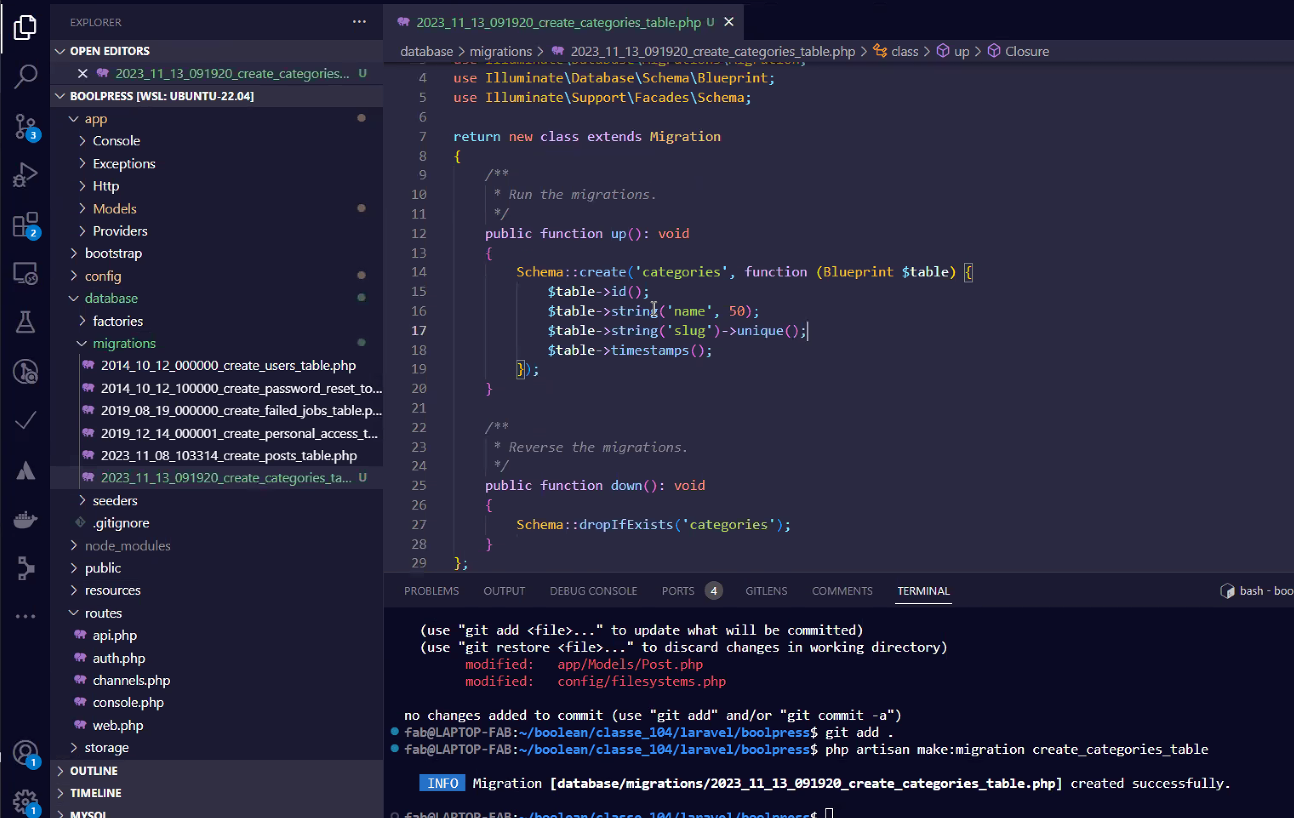 EXPLORER
OPEN EDITORS
2023_11_13_091920_create_categories... U
BOOLPRESS [WSL: UBUNTU-22.04]
app
Console
Exceptions
Http
Models
Providers
bootstrap
config
database
factories
migrations
2014_10_12_000000_create_users_table.php
2014_10_12_100000_create_password_reset_to...
2019_08_19_000000_create_failed_jobs_table.p...
2019_12_14_000001_create_personal_access_t...
2023_11_08_103314_create_posts_table.php
2023_11_13_091920_create_categories_ta... U
seeders
.gitignore
node_modules
public
resources
routes
api.php
auth.php
channels.php
console.php
web.php
storage
OUTLINE
TIMELINE
MYSQL
3
2
1
1
2023_11_13_091920_create_categories_table.php U
database > migrations > 2023_11_13_091920_create_categories_table.php > class > up > Closure
3 use Illuminate\Database\Migrations\Migration;
4 use Illuminate\Database\Schema\Blueprint;
5 use Illuminate\Support\Facades\Schema;
6
7 return new class extends Migration
8 {
9 /**
10 * Run the migrations.
11 */
12 public function up(): void
13 {
14 Schema::create('categories', function (Blueprint $table) {
15 $table->id();
16 $table->string('name', 50);
17 $table->string('slug')->unique();
18 $table->timestamps();
19 });
20 }
21
22 /**
23 * Reverse the migrations.
24 */
25 public function down(): void
26 {
27 Schema::dropIfExists('categories');
28 }
29 };
PROBLEMS OUTPUT DEBUG CONSOLE PORTS 4 GITLENS COMMENTS TERMINAL bash - boo
(use "git add <file>..." to update what will be committed)
(use "git restore <file>..." to discard changes in working directory)
modified: app/Models/Post.php
modified: config/filesystems.php
no changes added to commit (use "git add" and/or "git commit -a")
fab@LAPTOP-FAB:~/boolean/classe_104/laravel/boolpress$ git add .
fab@LAPTOP-FAB:~/boolean/classe_104/laravel/boolpress$ php artisan make:migration create_categories_table
INFO Migration [database/migrations/2023_11_13_091920_create_categories_table.php] created successfully.
fab@LAPTOP-FAB:~/boolean/classe_104/laravel/boolpress$